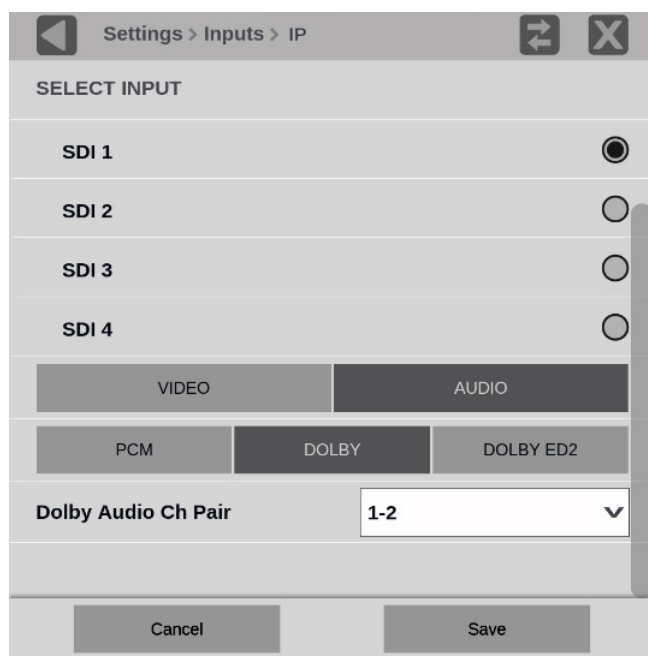 Settings > Inputs > IP
SELECT INPUT
SDI 1
SDI 2
SDI 3
SDI 4
VIDEO AUDIO
PCM DOLBY DOLBY ED2
Dolby Audio Ch Pair 1-2
Cancel Save